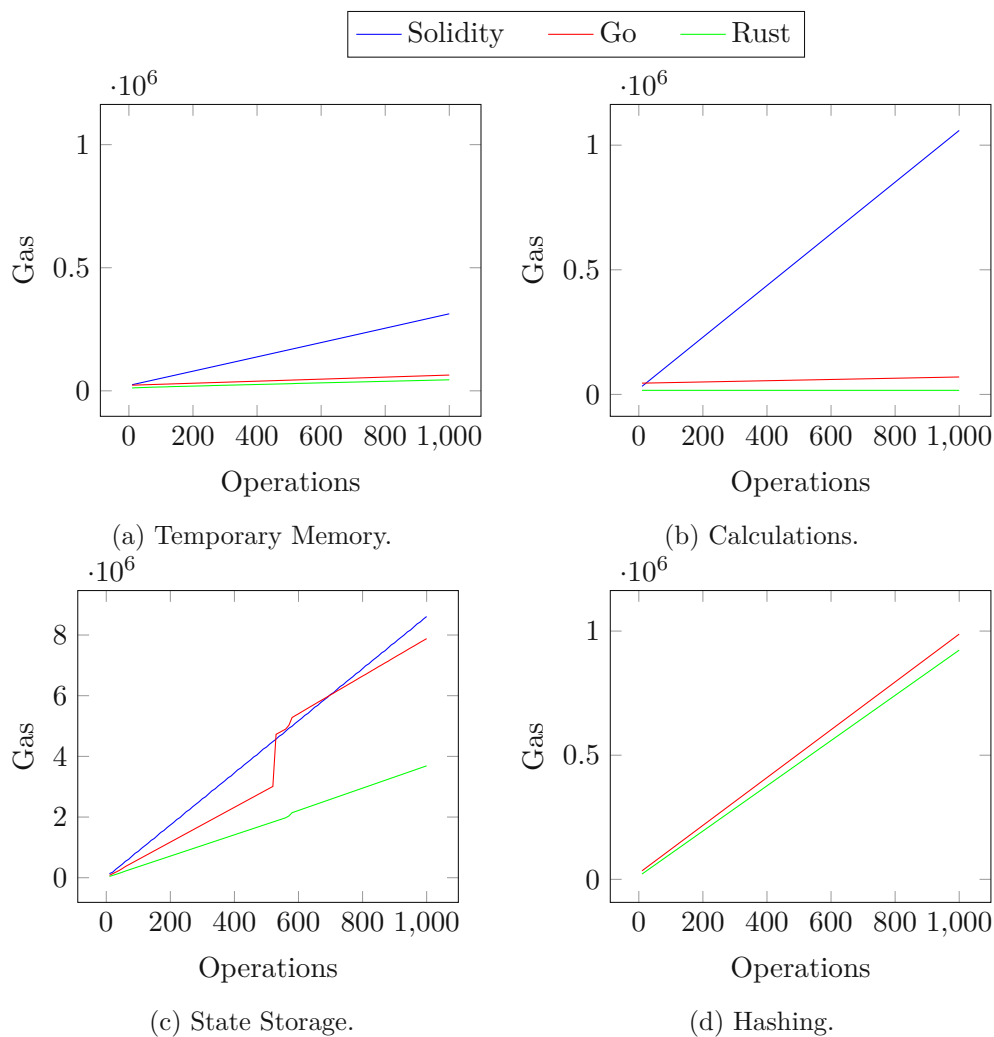 Solidity Go Rust
·10^6
1
0.5
0
Gas
0 200 400 600 800 1,000
Operations
(a) Temporary Memory.
·10^6
1
0.5
0
Gas
0 200 400 600 800 1,000
Operations
(b) Calculations.
·10^6
8
6
4
2
0
Gas
0 200 400 600 800 1,000
Operations
(c) State Storage.
·10^6
1
0.5
0
Gas
0 200 400 600 800 1,000
Operations
(d) Hashing.